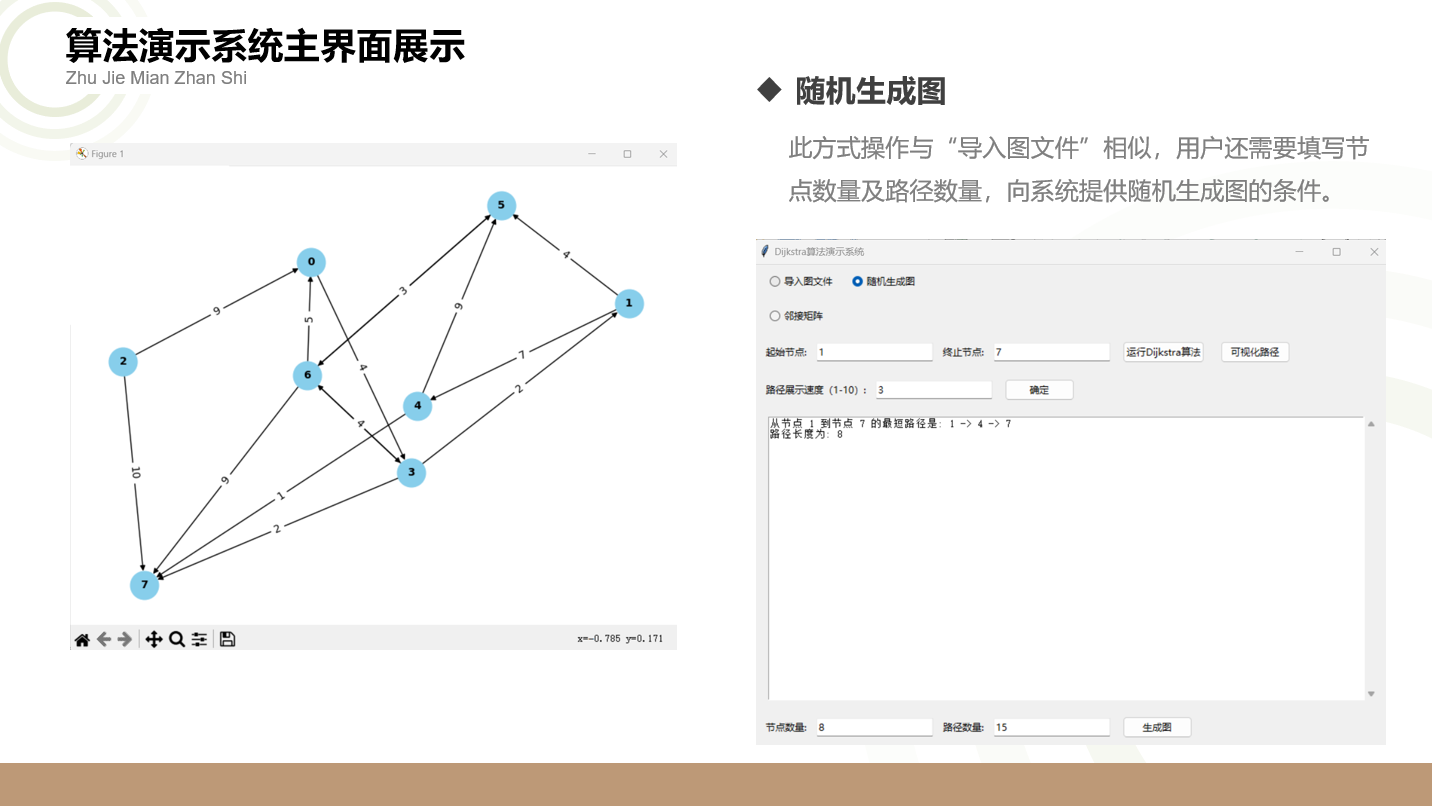 算法演示系统主界面展示
Zhu Jie Mian Zhan Shi
Figure 1
5
0
4
3
9
1
9
5
2
7
6
4
4
2
4
3
10
9
1
2
7
x=-0.785 y=0.171
随机生成图
此方式操作与“导入图文件”相似，用户还需要填写节
点数量及路径数量，向系统提供随机生成图的条件。
Dijkstra算法演示系统
导入图文件 随机生成图
邻接矩阵
起始节点: 1 终止节点: 7 运行Dijkstra算法 可视化路径
路径展示速度（1-10）: 3 确定
从节点 1 到节点 7 的最短路径是: 1 -> 4 -> 7
路径长度为: 8
节点数量: 8 路径数量: 15 生成图